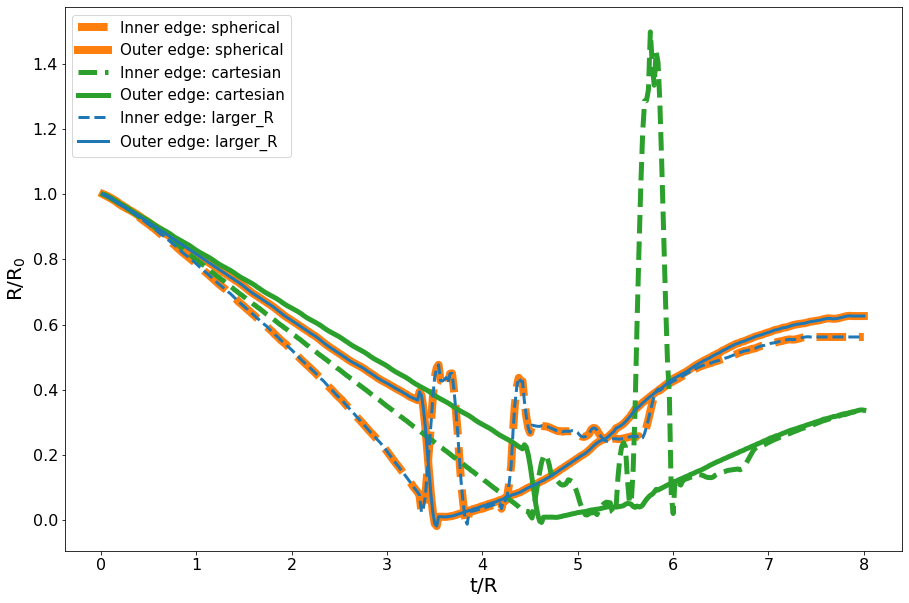 Inner edge: spherical
Outer edge: spherical
Inner edge: cartesian
Outer edge: cartesian
Inner edge: larger_R
Outer edge: larger_R
R/R₀
1.4
1.2
1.0
0.8
0.6
0.4
0.2
0.0
0 1 2 3 4 5 6 7 8
t/R